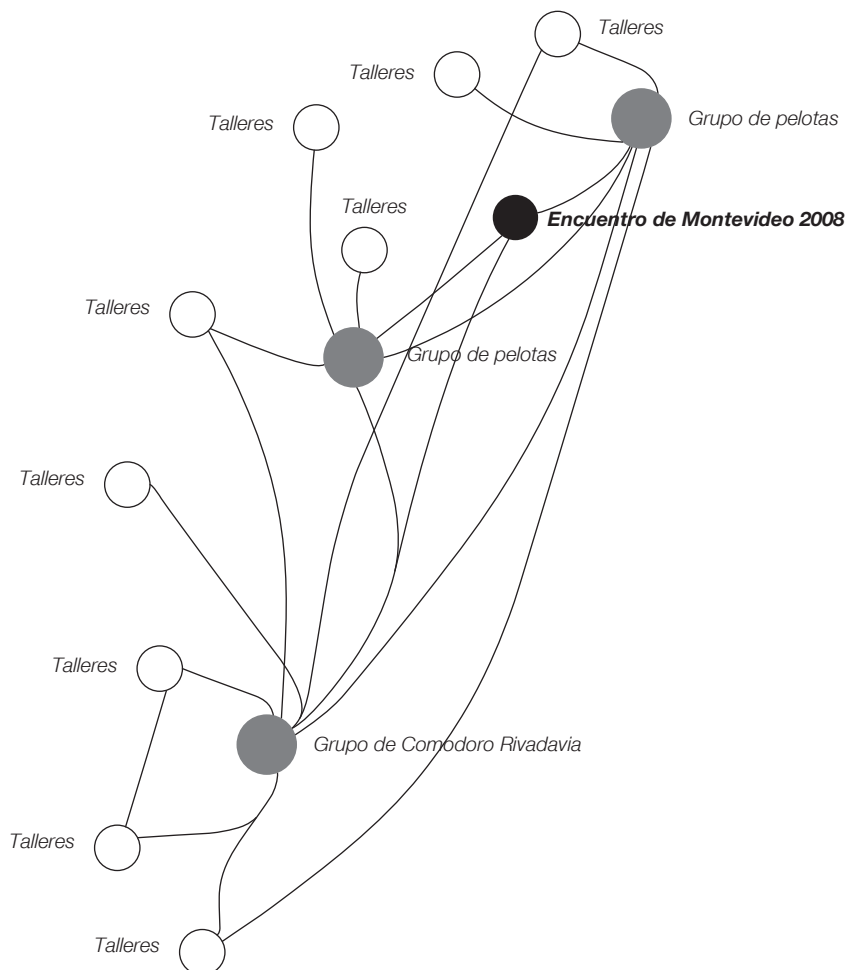 Talleres
Talleres
Grupo de pelotas
Talleres
Talleres
Encuentro de Montevideo 2008
Talleres
Grupo de pelotas
Talleres
Talleres
Grupo de Comodoro Rivadavia
Talleres
Talleres